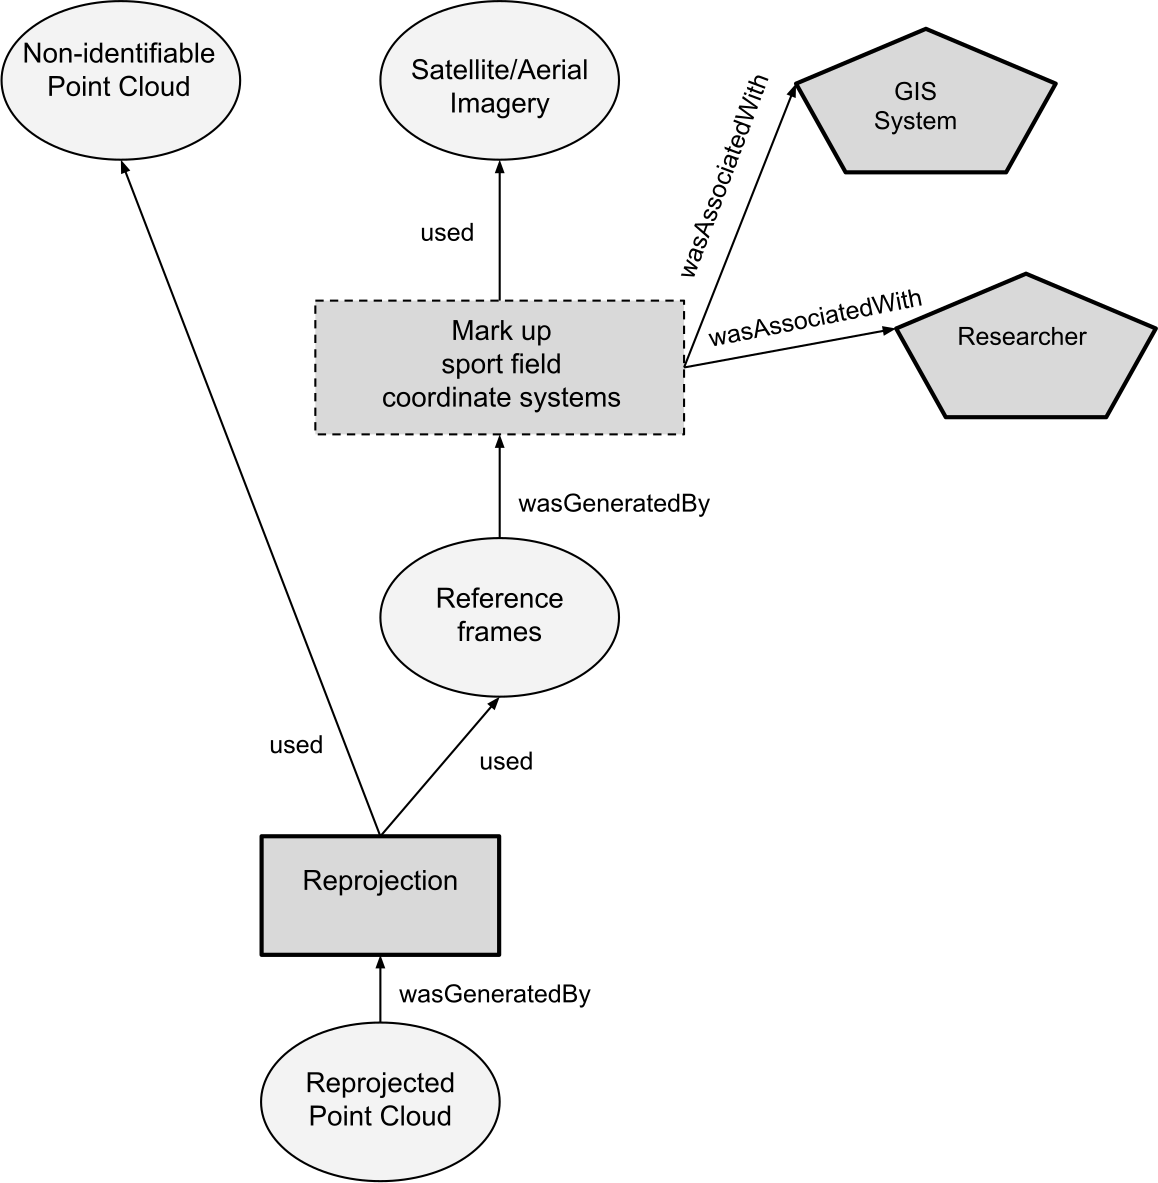 Non-identifiable
Point Cloud
Satellite/Aerial
Imagery
GIS
System
wasAssociatedWith
used
wasAssociatedWith
Researcher
Mark up
sport field
coordinate systems
wasGeneratedBy
Reference
frames
used
used
Reprojection
wasGeneratedBy
Reprojected
Point Cloud